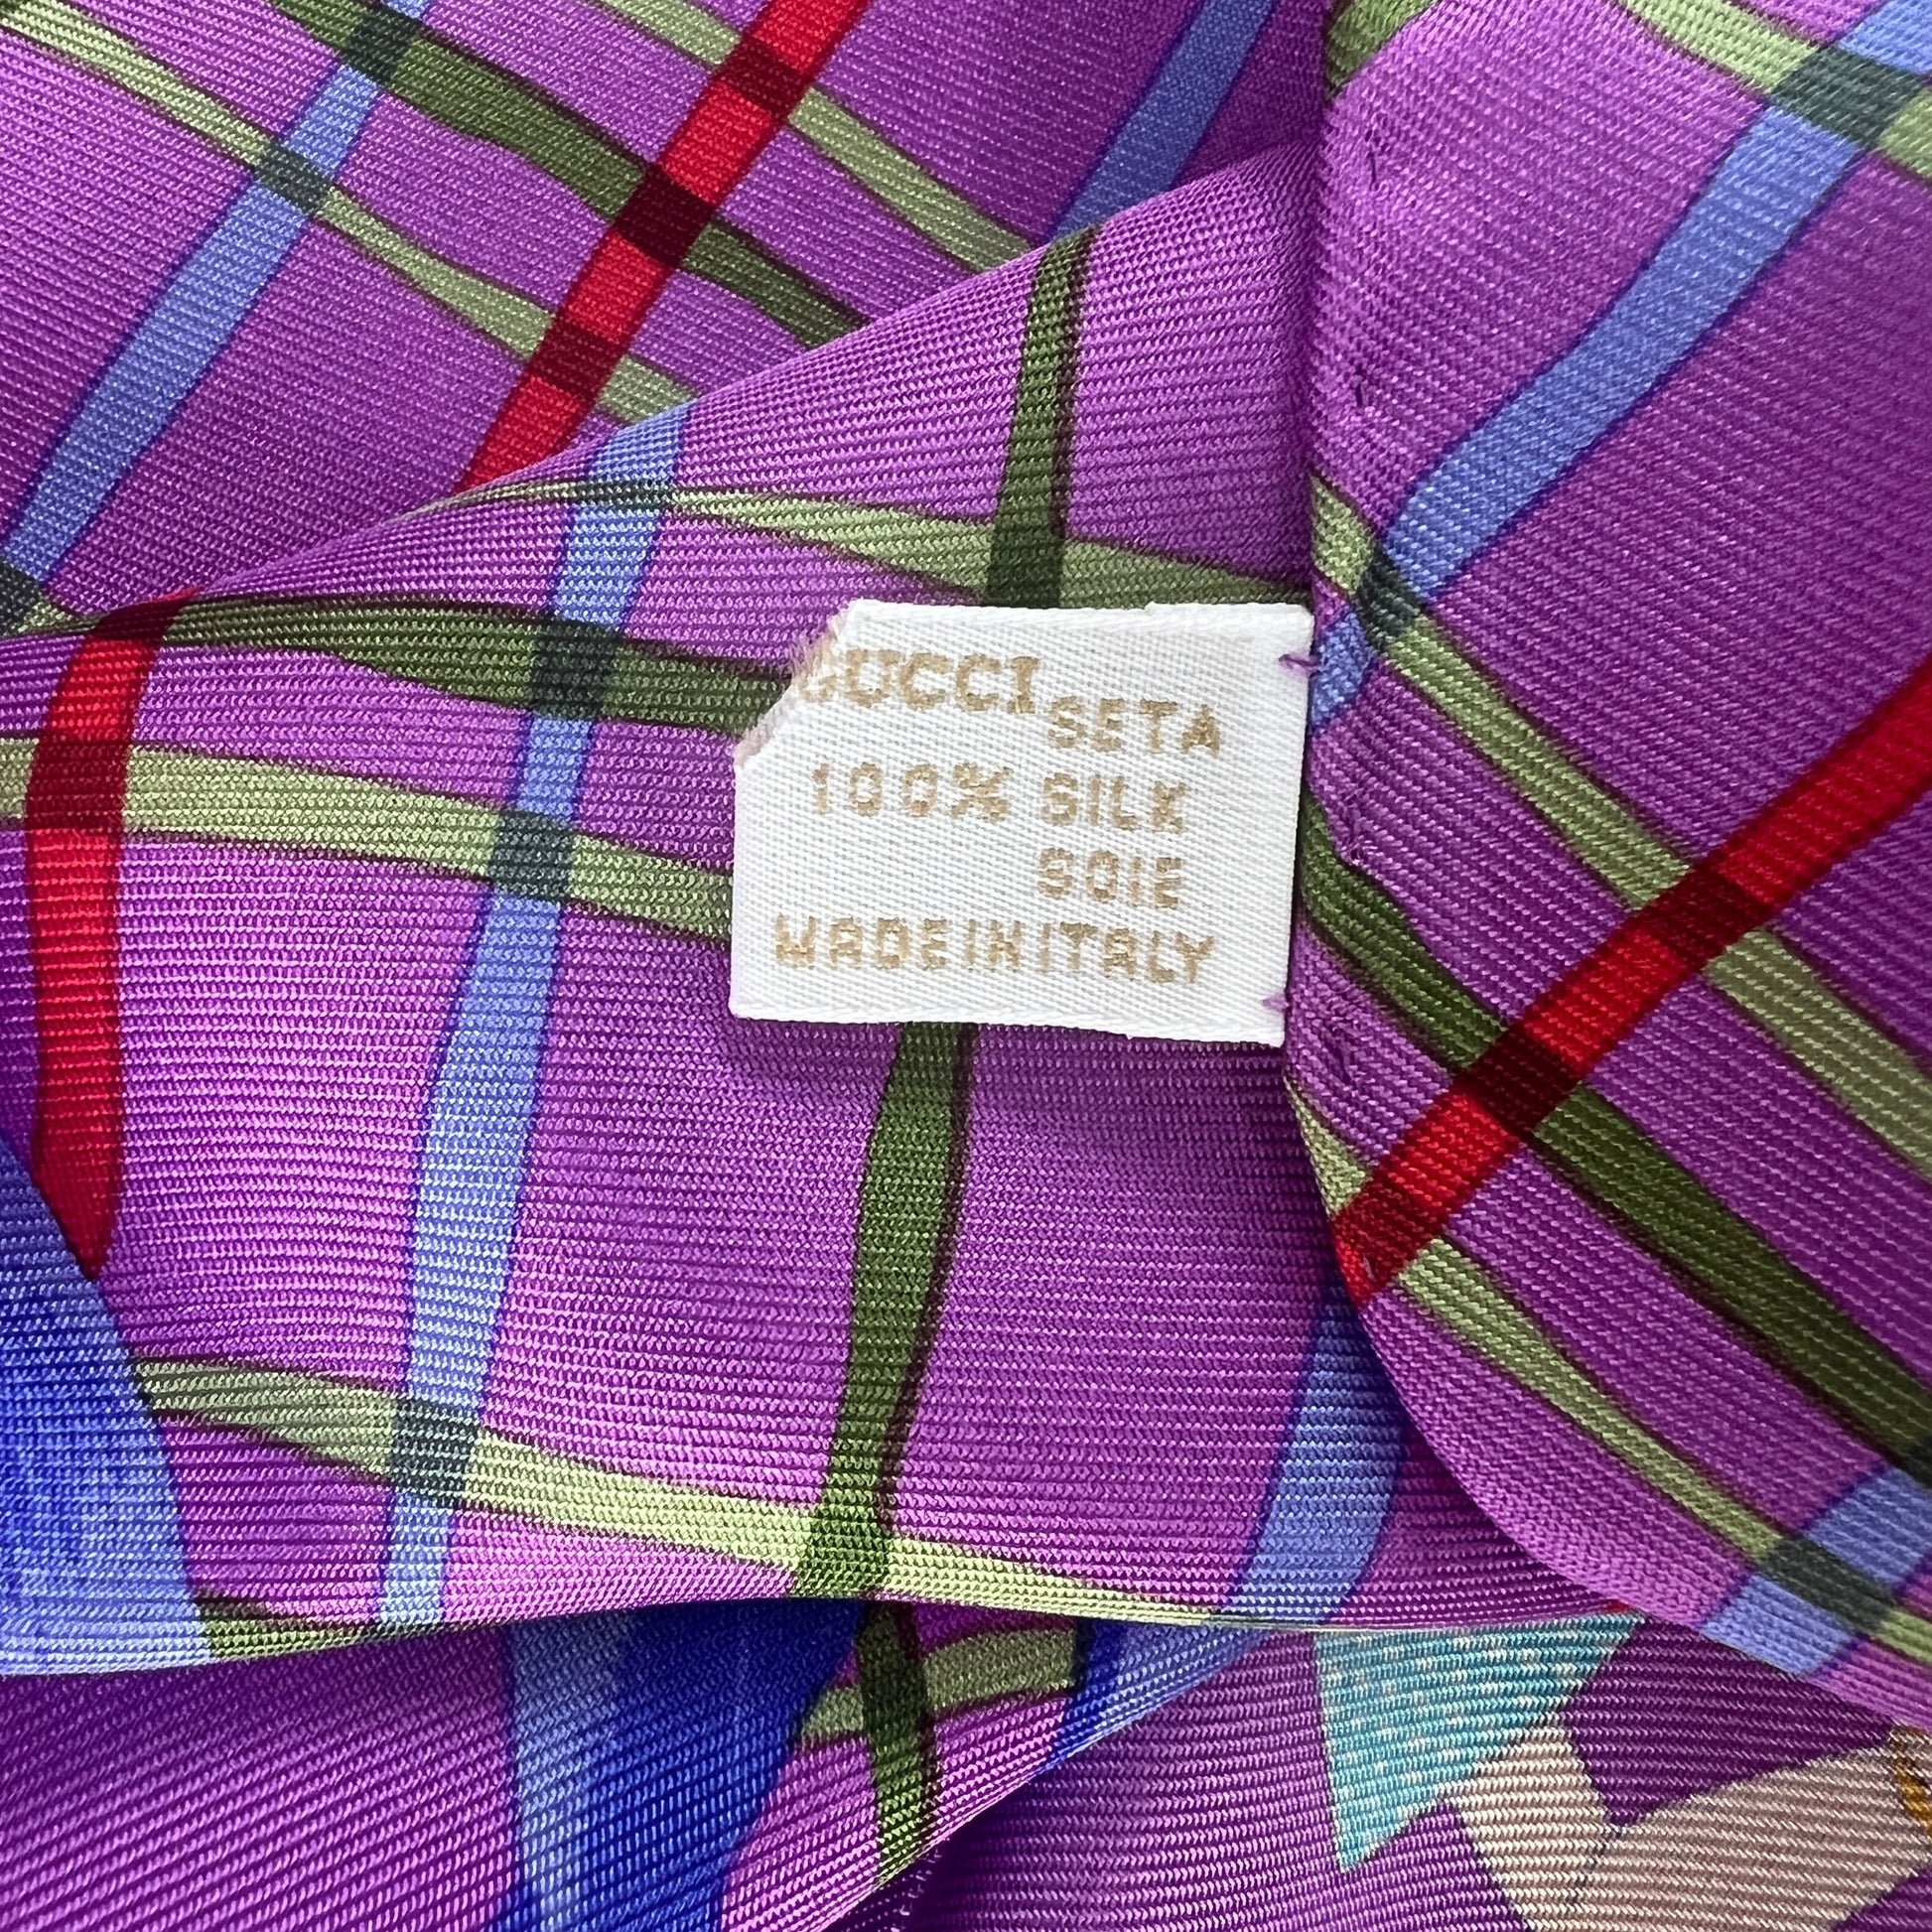 GUCCI SETA
100% SILK
SOIE
MADE IN ITALY